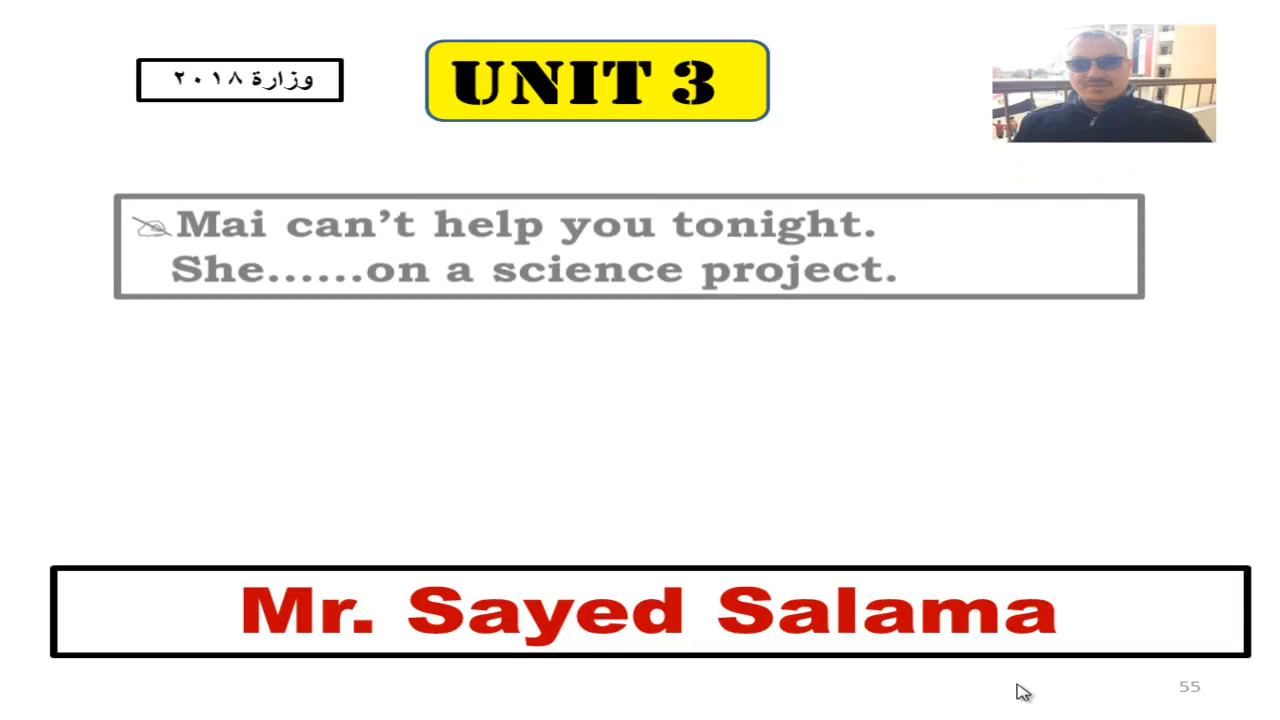 وزارة ٢٠١٨
UNIT 3
Mai can’t help you tonight.
She......on a science project.
Mr. Sayed Salama
55